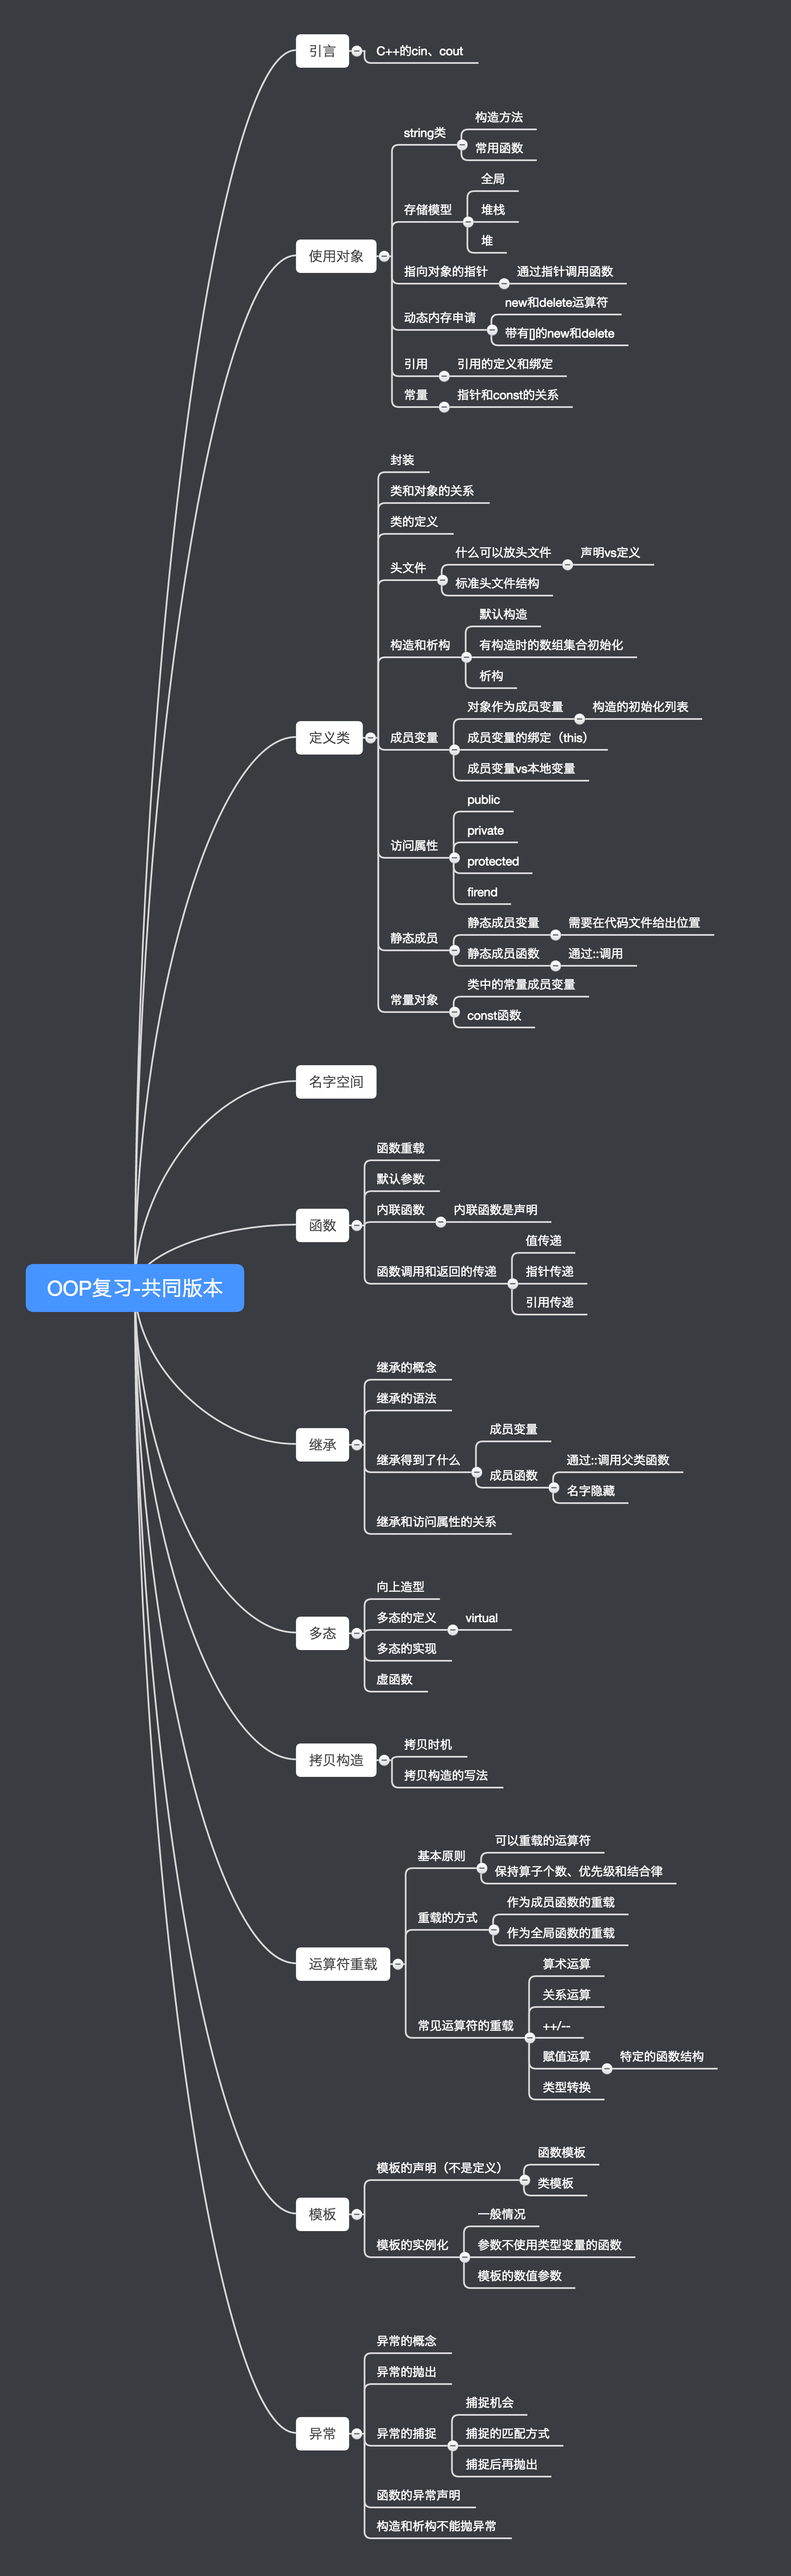 引言
C++的cin、cout
string类
构造方法
常用函数
存储模型
全局
堆栈
堆
使用对象
指向对象的指针
通过指针调用函数
动态内存申请
new和delete运算符
带有[]的new和delete
引用
引用的定义和绑定
常量
指针和const的关系
封装
类和对象的关系
类的定义
头文件
什么可以放头文件
声明vs定义
标准头文件结构
构造和析构
默认构造
有构造时的数组集合初始化
析构
定义类
成员变量
对象作为成员变量
构造的初始化列表
成员变量的绑定（this）
成员变量vs本地变量
访问属性
public
private
protected
firend
静态成员
静态成员变量
需要在代码文件给出位置
静态成员函数
通过::调用
常量对象
类中的常量成员变量
const函数
名字空间
函数
函数重载
默认参数
内联函数
内联函数是声明
函数调用和返回的传递
值传递
指针传递
引用传递
OOP复习-共同版本
继承
继承的概念
继承的语法
继承得到了什么
成员变量
成员函数
通过::调用父类函数
名字隐藏
继承和访问属性的关系
多态
向上造型
多态的定义
virtual
多态的实现
虚函数
拷贝构造
拷贝时机
拷贝构造的写法
运算符重载
基本原则
可以重载的运算符
保持算子个数、优先级和结合律
重载的方式
作为成员函数的重载
作为全局函数的重载
常见运算符的重载
算术运算
关系运算
++/--
赋值运算
特定的函数结构
类型转换
模板
模板的声明（不是定义）
函数模板
类模板
模板的实例化
一般情况
参数不使用类型变量的函数
模板的数值参数
异常
异常的概念
异常的抛出
异常的捕捉
捕捉机会
捕捉的匹配方式
捕捉后再抛出
函数的异常声明
构造和析构不能抛异常